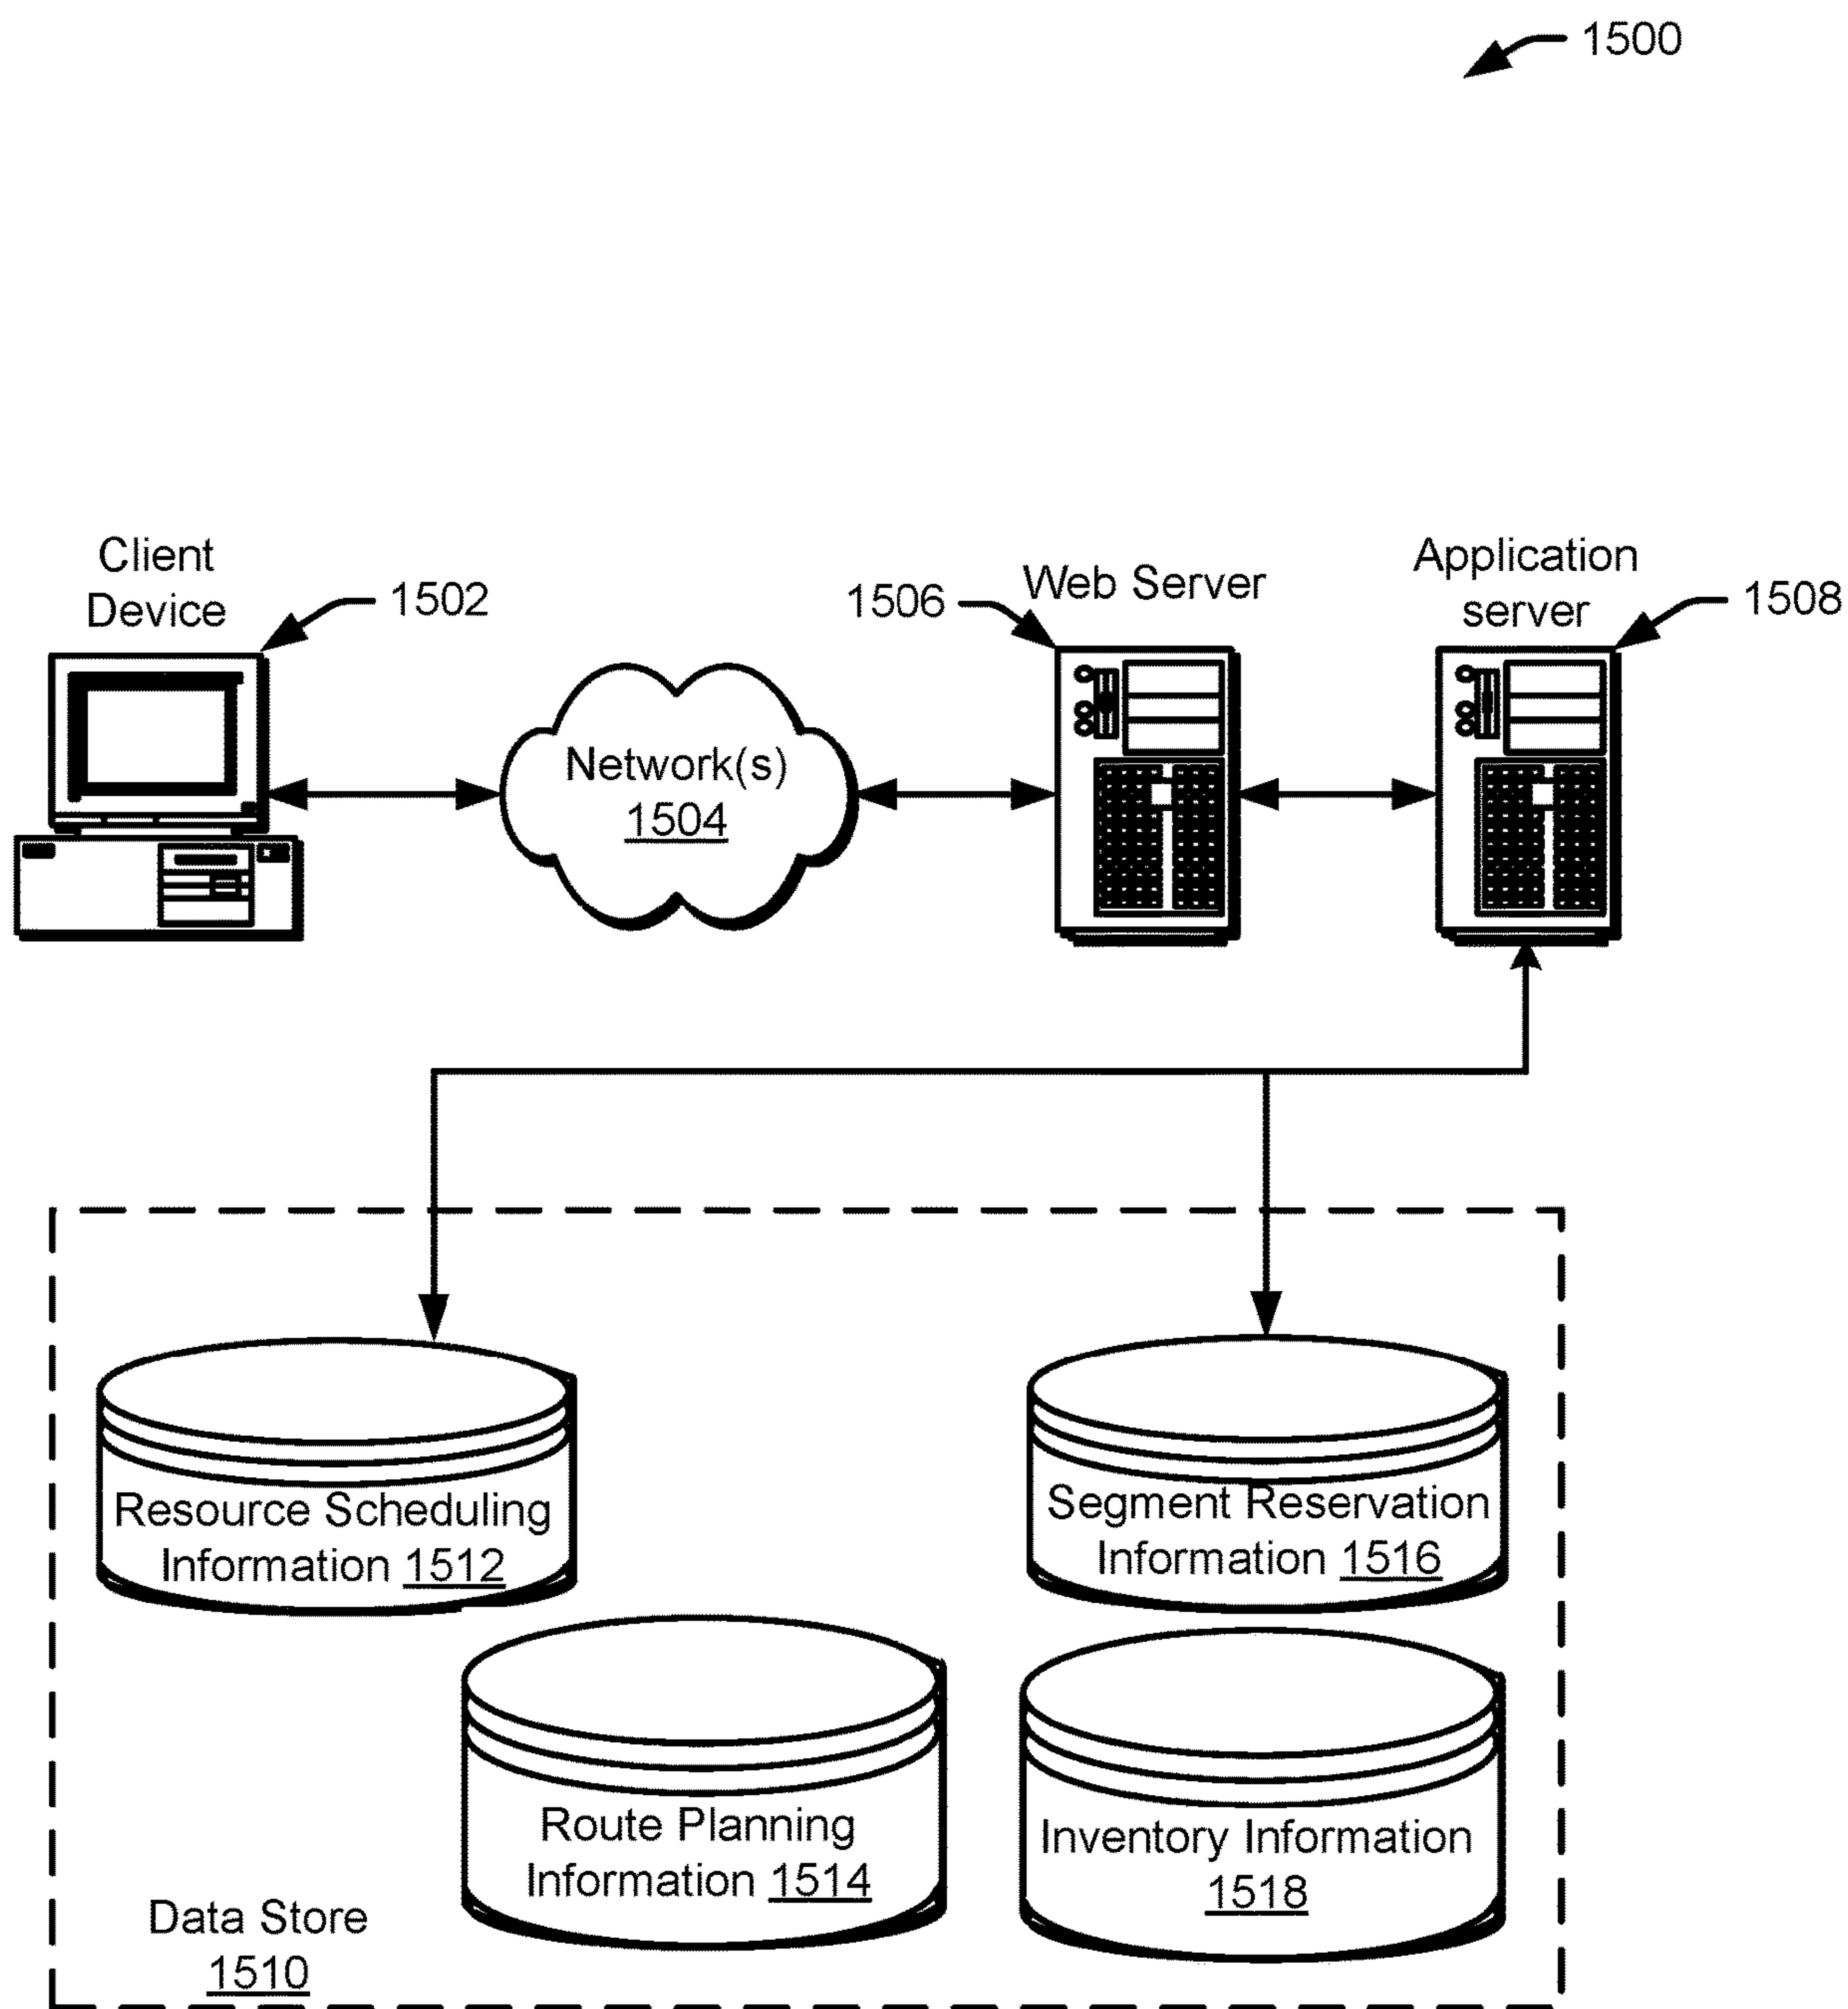 1500
Client
Device
1502
1506
Web Server
Application
server
1508
Network(s)
1504
Resource Scheduling
Information 1512
Segment Reservation
Information 1516
Route Planning
Information 1514
Inventory Information
1518
Data Store
1510